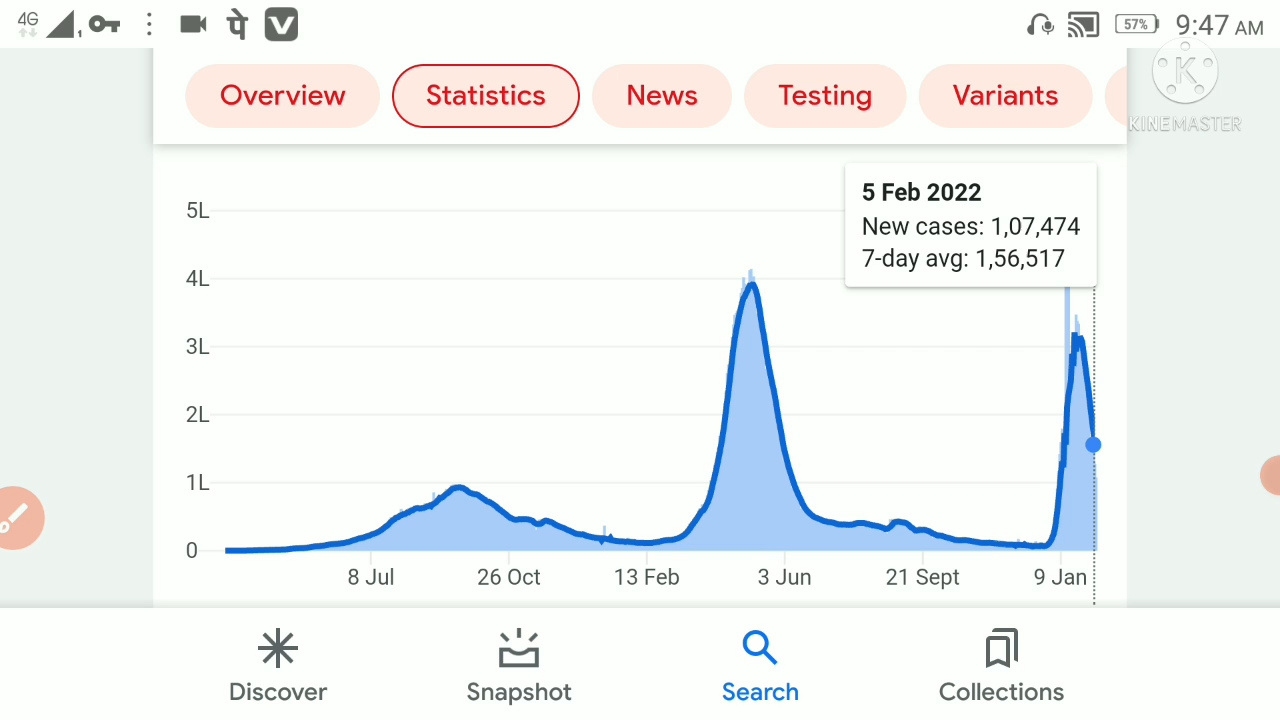 4G 1 पे V 57% 9:47 AM
K
KINEMASTER
Overview Statistics News Testing Variants
5 Feb 2022
New cases: 1,07,474
7-day avg: 1,56,517
5L
4L
3L
2L
1L
0
8 Jul 26 Oct 13 Feb 3 Jun 21 Sept 9 Jan
Discover Snapshot Search Collections